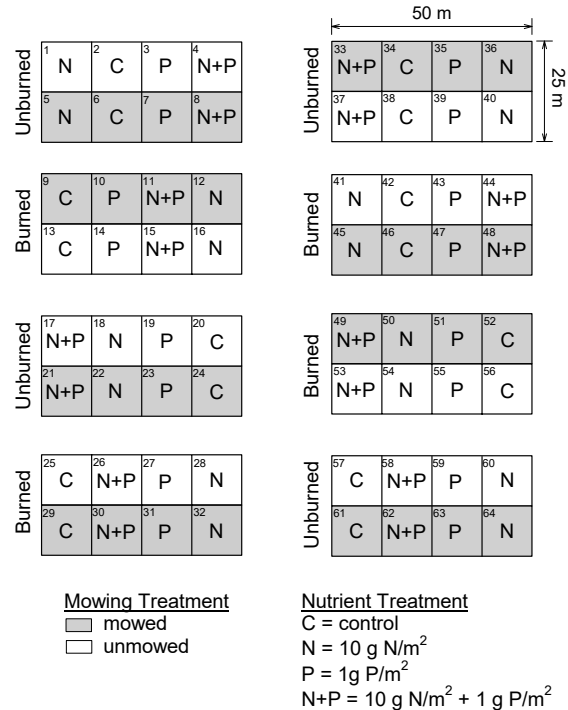 50 m
25 m
Unburned
1 N 2 C 3 P 4 N+P
5 N 6 C 7 P 8 N+P
Unburned
33 N+P 34 C 35 P 36 N
37 N+P 38 C 39 P 40 N
Burned
9 C 10 P 11 N+P 12 N
13 C 14 P 15 N+P 16 N
Burned
41 N 42 C 43 P 44 N+P
45 N 46 C 47 P 48 N+P
Unburned
17 N+P 18 N 19 P 20 C
21 N+P 22 N 23 P 24 C
Burned
49 N+P 50 N 51 P 52 C
53 N+P 54 N 55 P 56 C
Burned
25 C 26 N+P 27 P 28 N
29 C 30 N+P 31 P 32 N
Unburned
57 C 58 N+P 59 P 60 N
61 C 62 N+P 63 P 64 N
Mowing Treatment
mowed
unmowed
Nutrient Treatment
C = control
N = 10 g N/m²
P = 1g P/m²
N+P = 10 g N/m² + 1 g P/m²